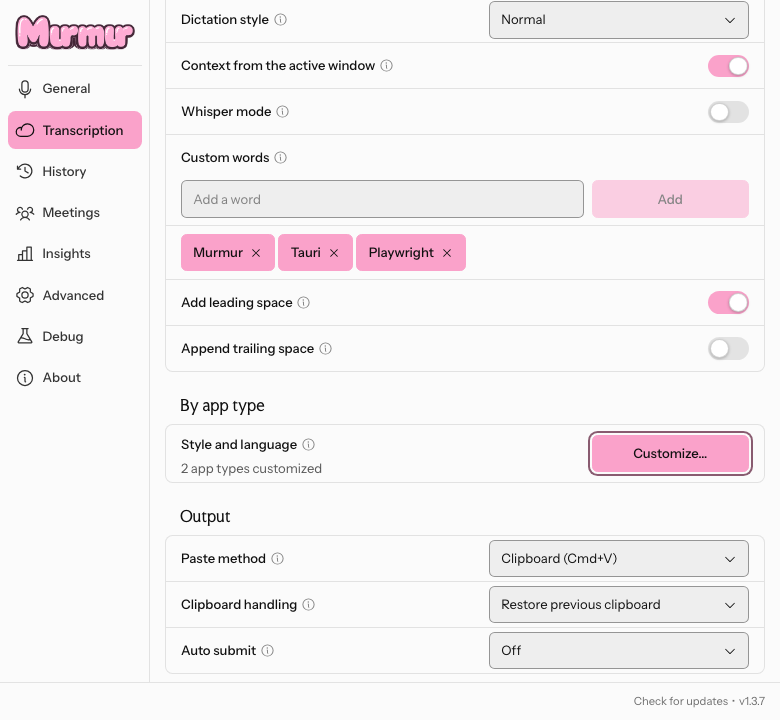 Murmur
General
Transcription
History
Meetings
Insights
Advanced
Debug
About
Dictation style
Normal
Context from the active window
Whisper mode
Custom words
Add a word
Add
Murmur
Tauri
Playwright
Add leading space
Append trailing space
By app type
Style and language
2 app types customized
Customize...
Output
Paste method
Clipboard (Cmd+V)
Clipboard handling
Restore previous clipboard
Auto submit
Off
Check for updates • v1.3.7